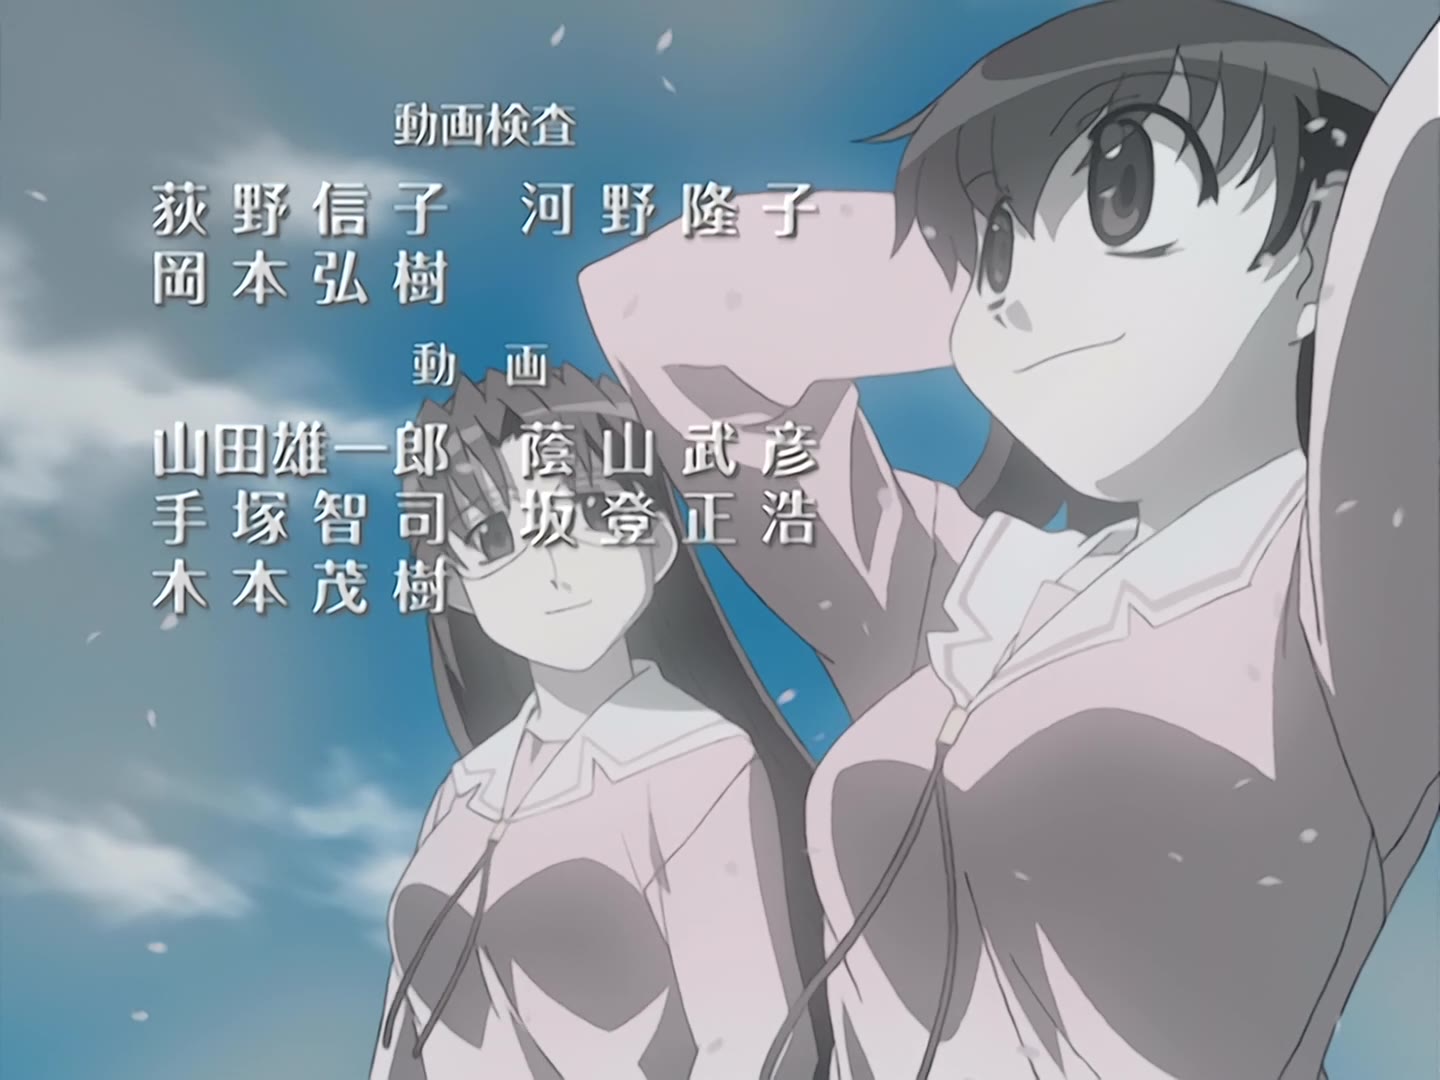 動画検査
荻野信子 河野隆子
岡本弘樹
動画
山田雄一郎 蔭山武彦
手塚智司 坂登正浩
木本茂樹